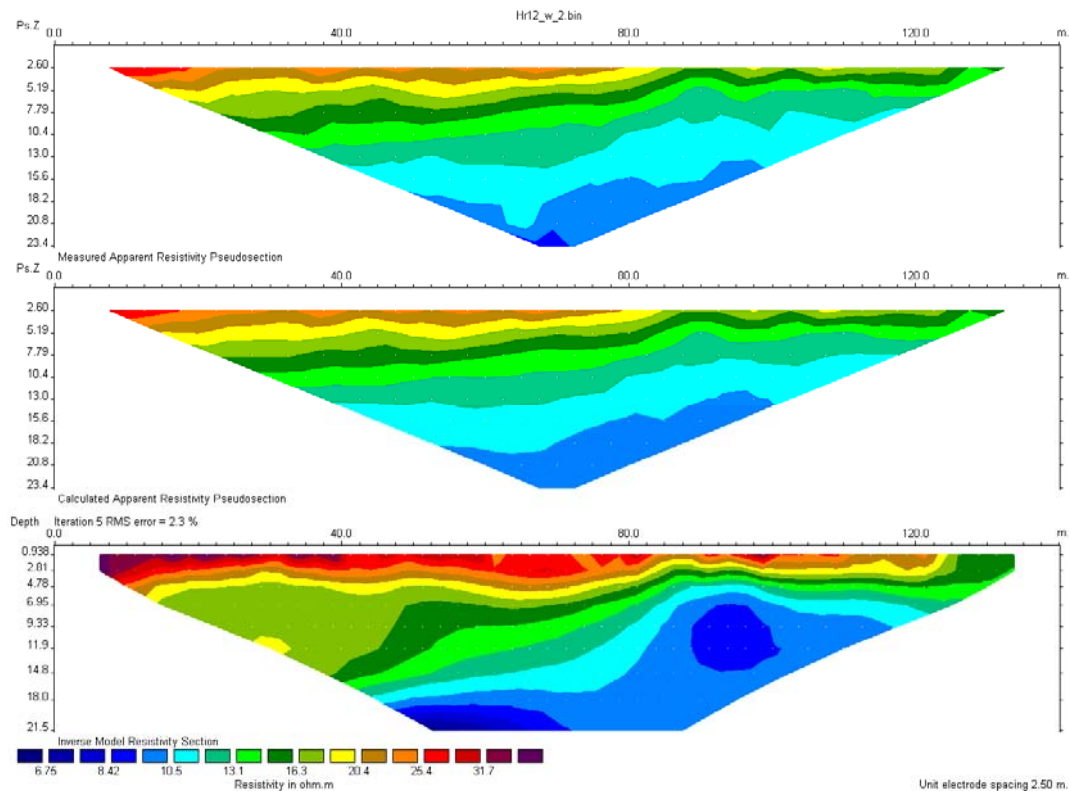 Hr12_w_2.bin
Ps.Z 0.0 40.0 80.0 120.0 m.
2.60
5.19
7.79
10.4
13.0
15.6
18.2
20.8
23.4
Measured Apparent Resistivity Pseudosection
Ps.Z 0.0 40.0 80.0 120.0 m.
2.60
5.19
7.79
10.4
13.0
15.6
18.2
20.8
23.4
Calculated Apparent Resistivity Pseudosection
Depth Iteration 5 RMS error = 2.3 %
0.0 40.0 80.0 120.0 m.
0.938
2.01
4.78
6.95
9.33
11.9
14.8
18.0
21.5
Inverse Model Resistivity Section
6.75 8.42 10.5 13.1 16.3 20.4 25.4 31.7
Resistivity in ohm.m Unit electrode spacing 2.50 m.